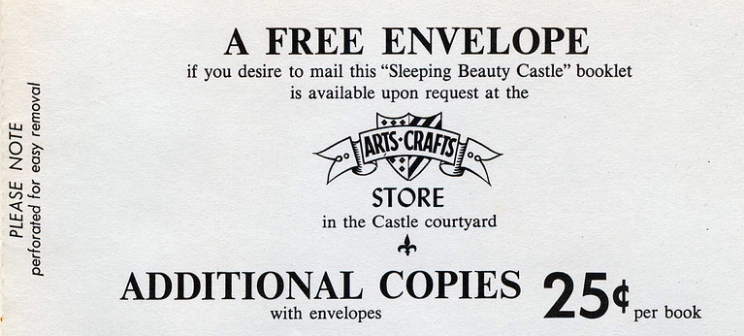 A FREE ENVELOPE
if you desire to mail this “Sleeping Beauty Castle” booklet
is available upon request at the
ARTS·CRAFTS
STORE
in the Castle courtyard
ADDITIONAL COPIES 25¢ per book
with envelopes
PLEASE NOTE
perforated for easy removal